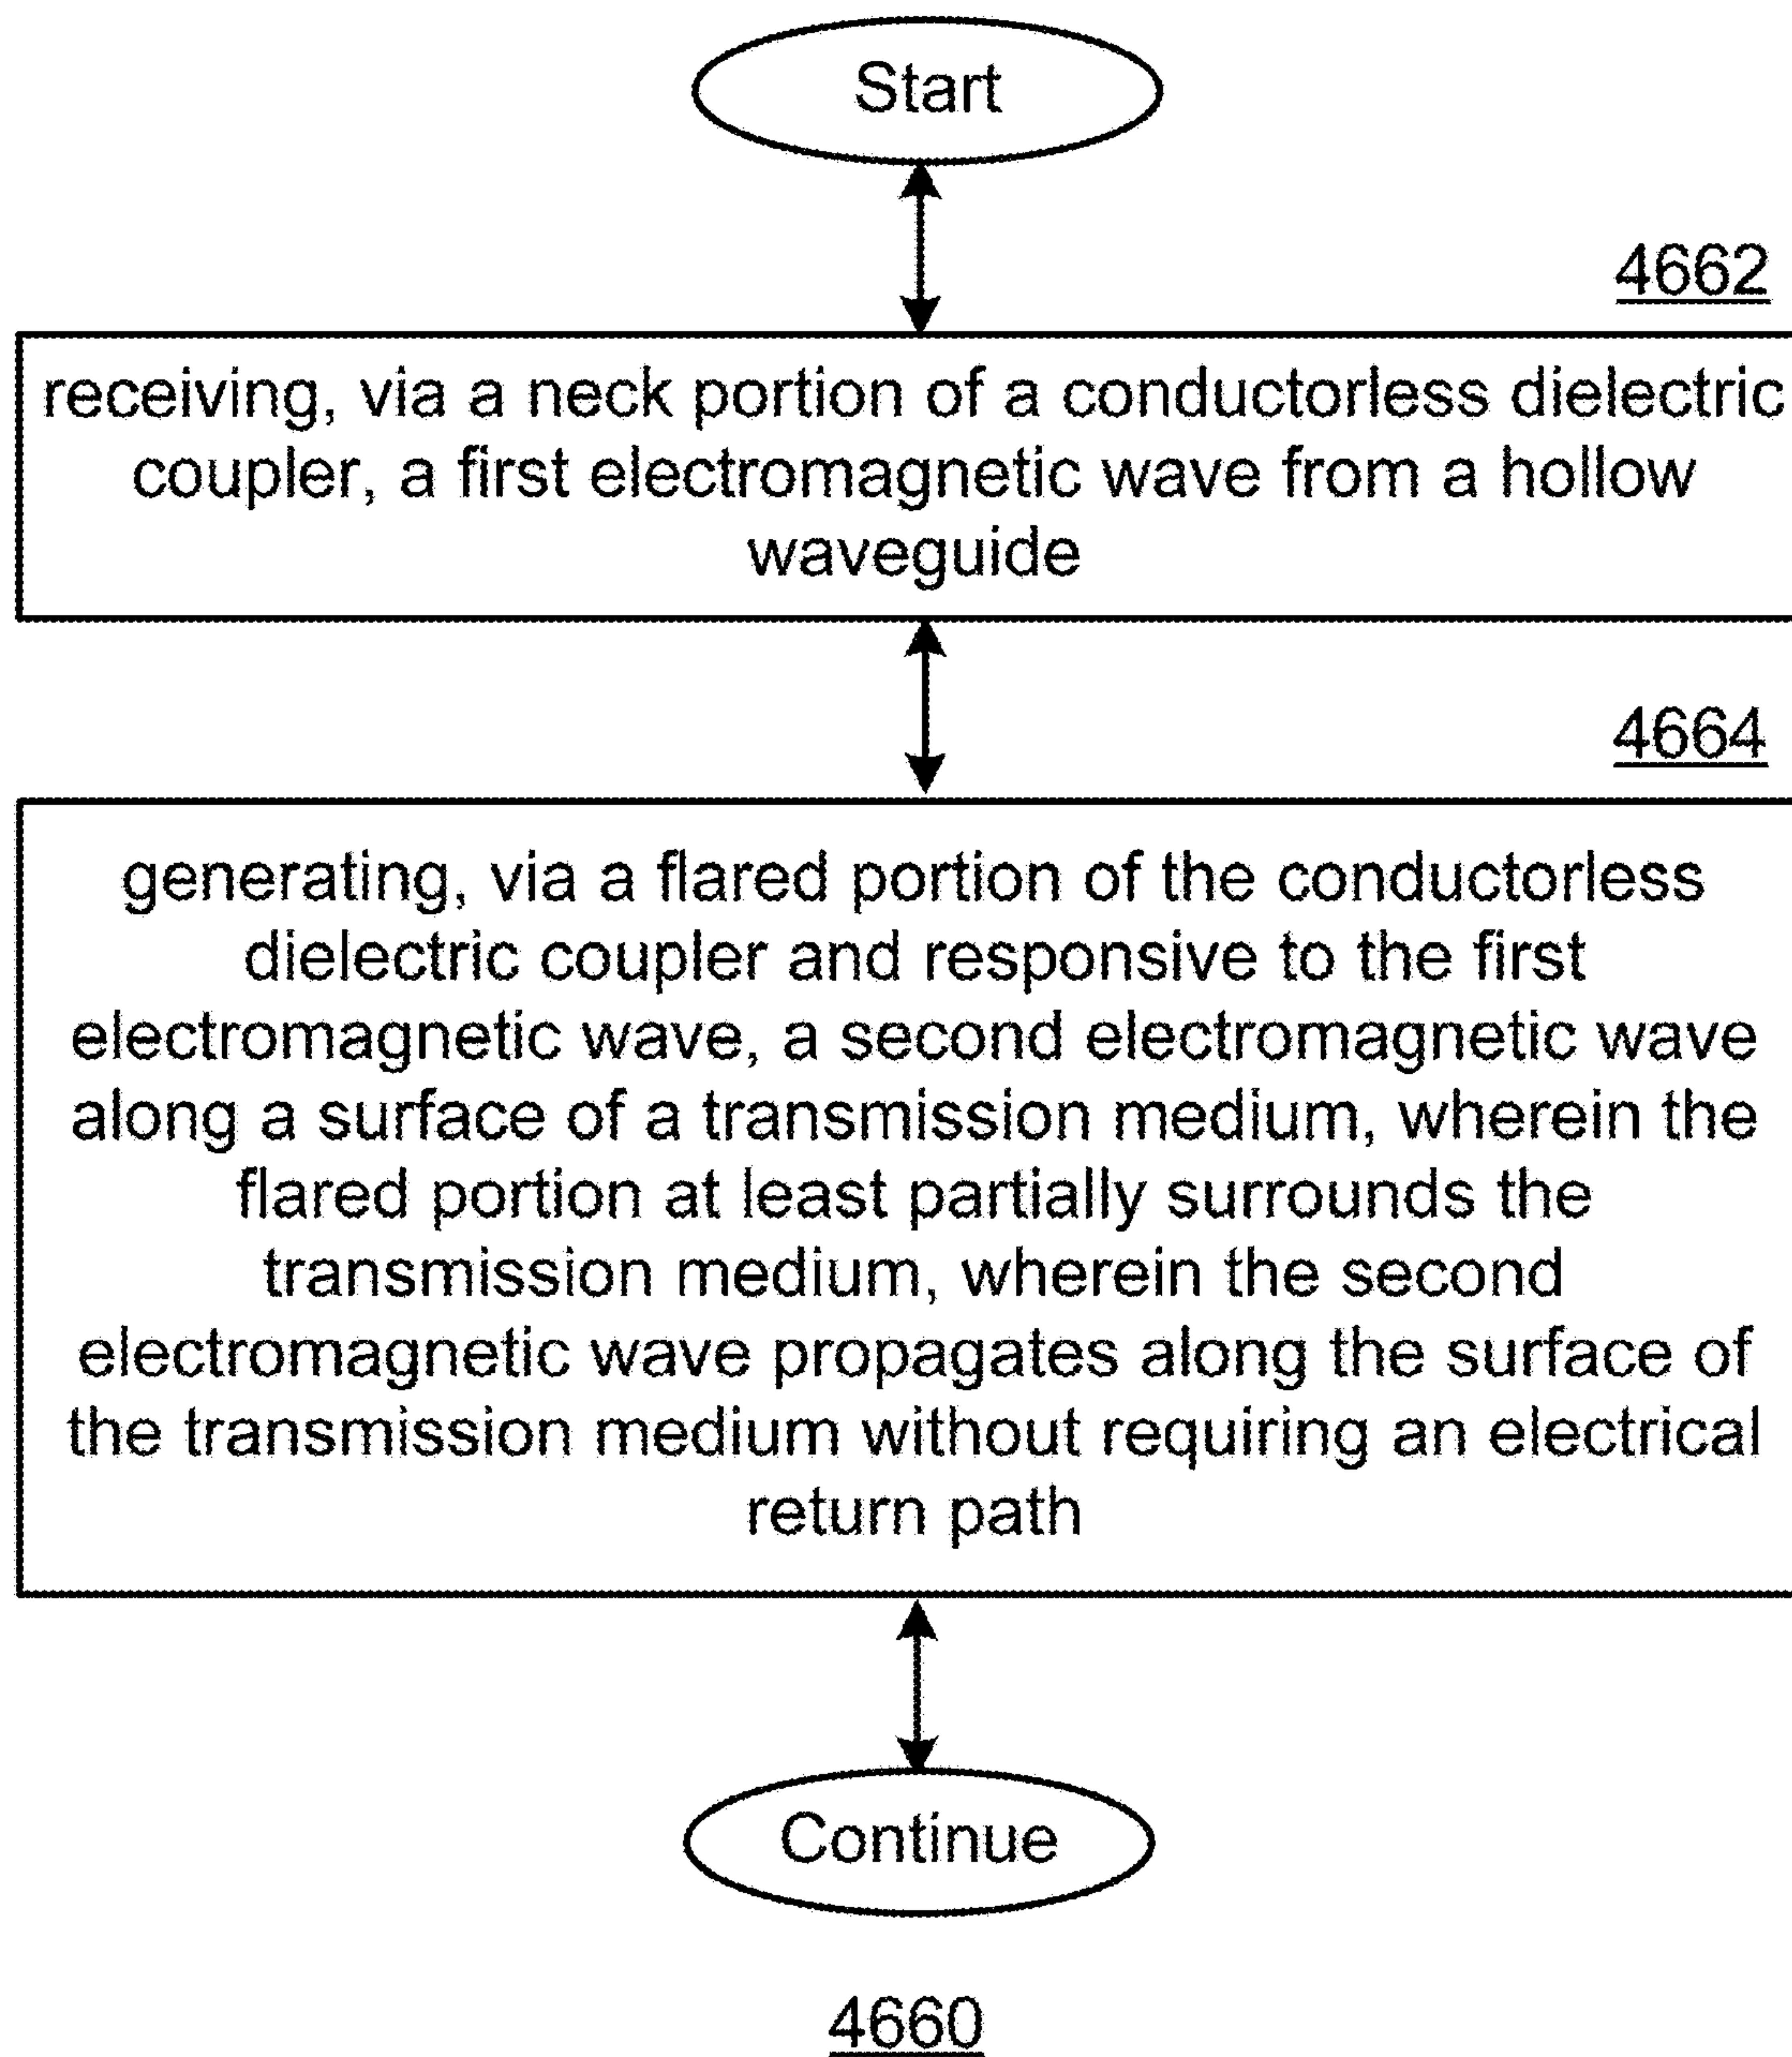 Start
4662
receiving, via a neck portion of a conductorless dielectric
coupler, a first electromagnetic wave from a hollow
waveguide
4664
generating, via a flared portion of the conductorless
dielectric coupler and responsive to the first
electromagnetic wave, a second electromagnetic wave
along a surface of a transmission medium, wherein the
flared portion at least partially surrounds the
transmission medium, wherein the second
electromagnetic wave propagates along the surface of
the transmission medium without requiring an electrical
return path
Continue
4660